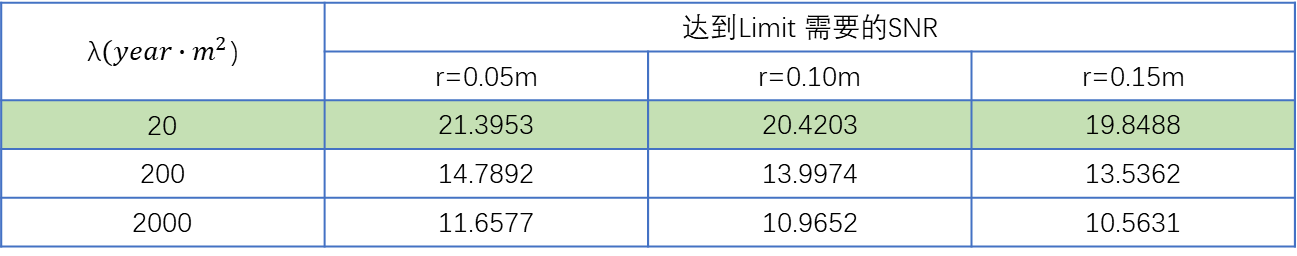 λ(year · m²)
达到Limit 需要的SNR
r=0.05m r=0.10m r=0.15m
20 21.3953 20.4203 19.8488
200 14.7892 13.9974 13.5362
2000 11.6577 10.9652 10.5631